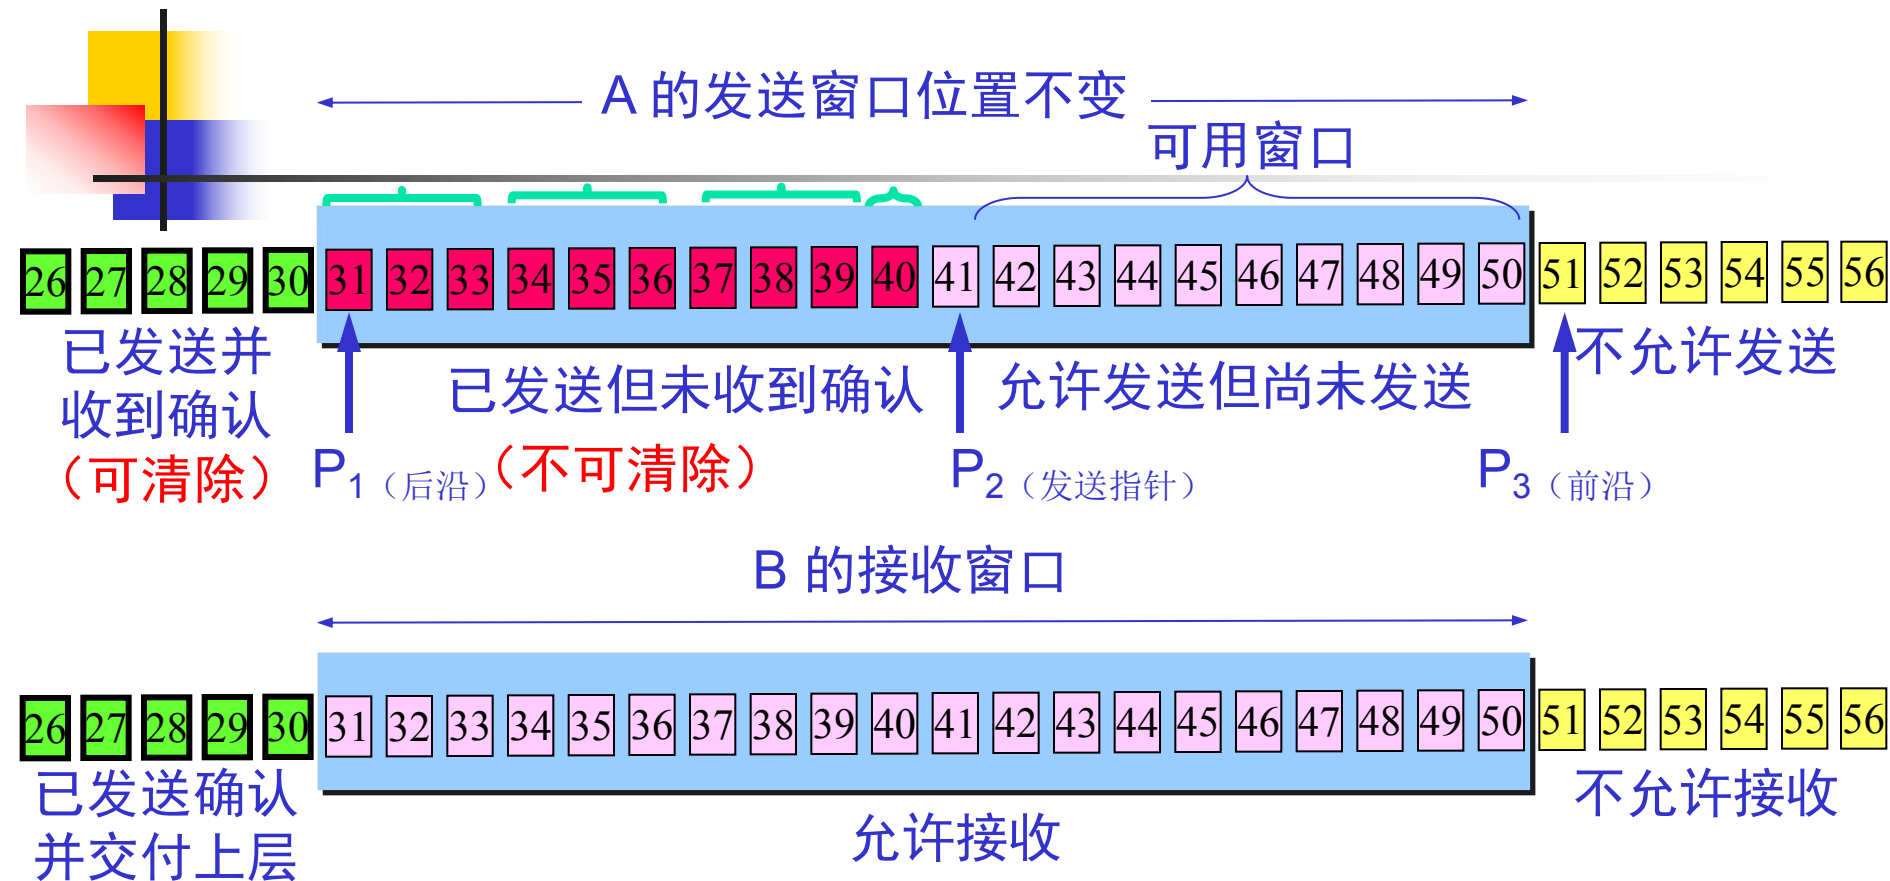 A 的发送窗口位置不变
可用窗口
26 27 28 29 30 31 32 33 34 35 36 37 38 39 40 41 42 43 44 45 46 47 48 49 50 51 52 53 54 55 56
已发送并
收到确认
（可清除）
已发送但未收到确认
（不可清除）
允许发送但尚未发送
不允许发送
P1（后沿）
P2（发送指针）
P3（前沿）
B 的接收窗口
26 27 28 29 30 31 32 33 34 35 36 37 38 39 40 41 42 43 44 45 46 47 48 49 50 51 52 53 54 55 56
已发送确认
并交付上层
允许接收
不允许接收